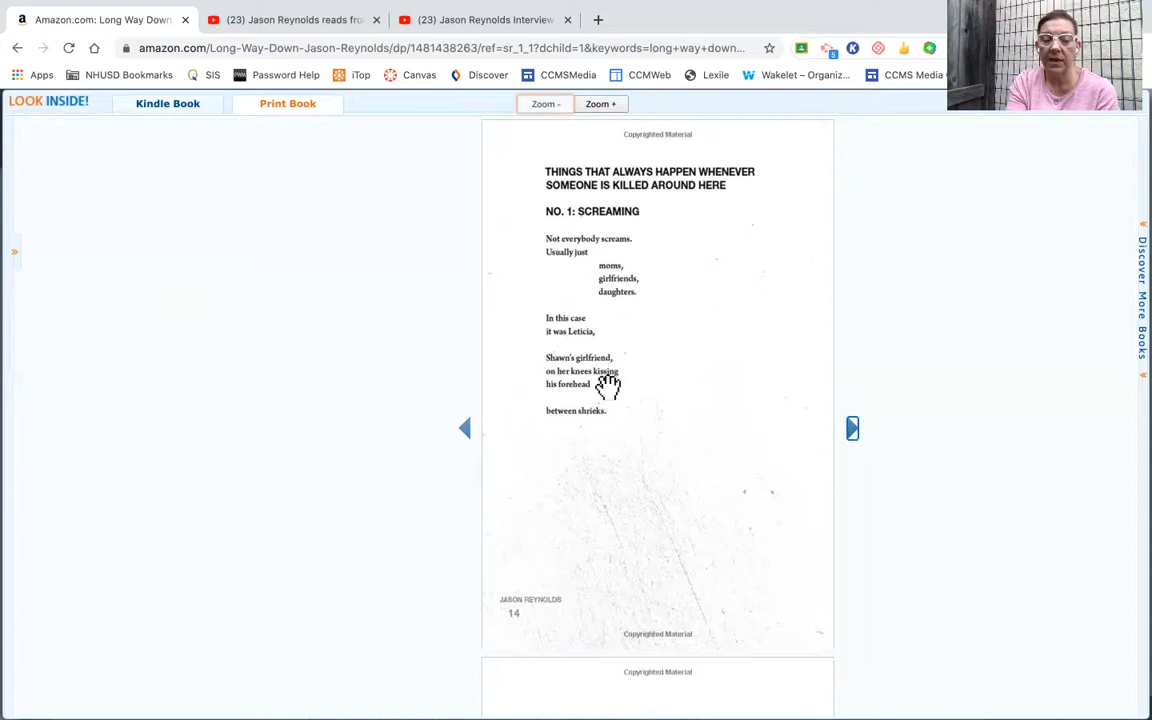 Amazon.com: Long Way Down
(23) Jason Reynolds reads fro
(23) Jason Reynolds Interview
amazon.com/Long-Way-Down-Jason-Reynolds/dp/1481438263/ref=sr_1_1?dchild=1&keywords=long+way+down...
5
Apps
NHUSD Bookmarks
SIS
Password Help
iTop
Canvas
Discover
CCMSMedia
CCMWeb
Lexile
Wakelet – Organiz...
CCMS Media C
LOOK INSIDE!
Kindle Book
Print Book
Zoom -
Zoom +
Copyrighted Material
THINGS THAT ALWAYS HAPPEN WHENEVER
SOMEONE IS KILLED AROUND HERE
NO. 1: SCREAMING
Not everybody screams.
Usually just
moms,
girlfriends,
daughters.
In this case
it was Leticia,
Shawn's girlfriend,
on her knees kissing
his forehead
between shrieks.
JASON REYNOLDS
14
Copyrighted Material
Copyrighted Material
Discover More Books